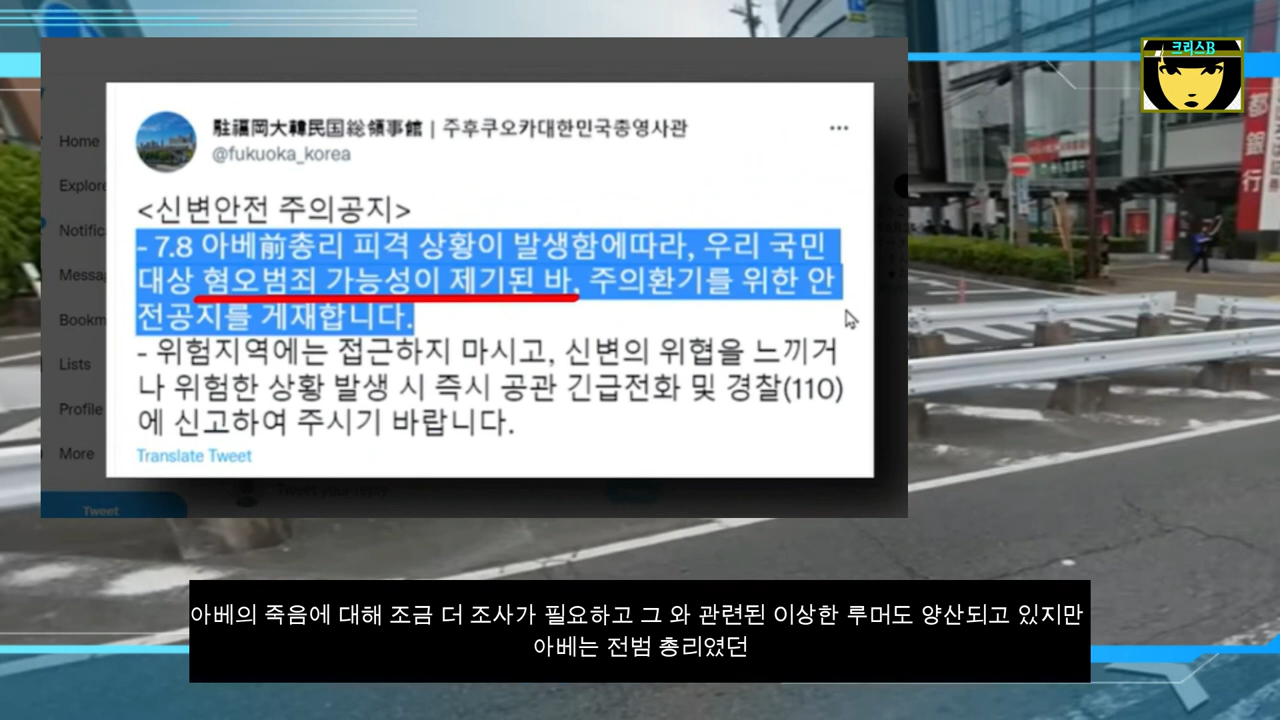 크리스B
駐福岡大韓民国総領事館 | 주후쿠오카대한민국총영사관
@fukuoka_korea
Home
Explore
Notific
Messa
Bookm
Lists
Profile
More
Tweet
<신변안전 주의공지>
- 7.8 아베前총리 피격 상황이 발생함에따라, 우리 국민
대상 혐오범죄 가능성이 제기된 바, 주의환기를 위한 안
전공지를 게재합니다.
- 위험지역에는 접근하지 마시고, 신변의 위협을 느끼거
나 위험한 상황 발생 시 즉시 공관 긴급전화 및 경찰(110)
에 신고하여 주시기 바랍니다.
Translate Tweet
Tweet your reply
都
銀
行
아베의 죽음에 대해 조금 더 조사가 필요하고 그 와 관련된 이상한 루머도 양산되고 있지만
아베는 전범 총리였던